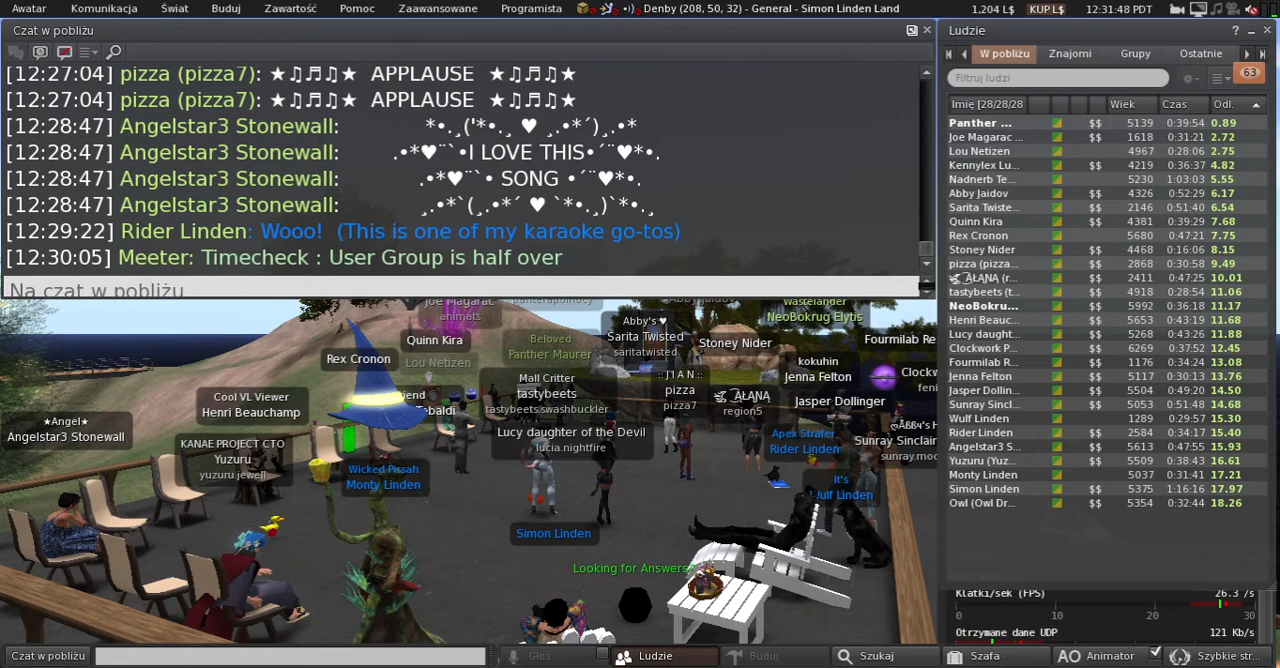 Awatar Komunikacja Świat Buduj Zawartość Pomoc Zaawansowane Programista Denby (208, 50, 32) - General - Simon Linden Land 1,204 L$ KUP L$ 12:31:48 PDT
Czat w pobliżu
[12:27:04] pizza (pizza7): ★♫♬♫★ APPLAUSE ★♫♬♫★
[12:27:04] pizza (pizza7): ★♫♬♫★ APPLAUSE ★♫♬♫★
[12:28:47] Angelstar3 Stonewall: *•.¸('*•.¸ ♥ ¸.•*´)¸.•*
[12:28:47] Angelstar3 Stonewall: .•*♥¨`•I LOVE THIS•´¨♥*•.
[12:28:47] Angelstar3 Stonewall: .•*♥¨`• SONG •´¨♥*•.
[12:28:47] Angelstar3 Stonewall: ¸.•*`(¸.•*´ ♥ `*•.¸)`*•.¸
[12:29:22] Rider Linden: Wooo! (This is one of my karaoke go-tos)
[12:30:05] Meeter: Timecheck : User Group is half over
Na czat w pobliżu
Joe Magarac
animats
Quinn Kira
Lou Netizen
Rex Cronon
Beloved
Panther Maurer
Abby's ♥
Sarita Twisted
saritatwisted
Stoney Nider
NeoBokrug Elytis
Fourmilab Re
kokuhin
Jenna Felton
Cool VL Viewer
Henri Beauchamp
Mall Critter
tastybeets
tastybeets.swashbuckler
:: J I A N ::
pizza
pizza7
region5
Jasper Dollinger
★Angel★
Angelstar3 Stonewall
KANAE PROJECT CTO
Yuzuru
yuzuru.jewell
Lucy daughter of the Devil
lucia.nightfire
Apex Strafer
Rider Linden
Sunray Sinclair
sunray.moo
Wicked Pissah
Monty Linden
It's
Wulf Linden
Simon Linden
Looking for Answers
Ludzie
W pobliżu Znajomi Grupy Ostatnie
Filtruj ludzi 63
Imię [28/28/28 Wiek Czas Odl.
Panther ... $$ 5139 0:39:54 0.89
Joe Magarac $$ 1618 0:31:21 2.72
Lou Netizen 4967 0:28:06 2.75
Kennylex Lu... $$ 4219 0:36:37 4.82
Nadnerb Te... 5230 1:03:03 5.55
Abby Jaidov $$ 4326 0:52:29 6.17
Sarita Twiste... $$ 2146 0:51:40 6.54
Quinn Kira $$ 4381 0:39:29 7.68
Rex Cronon 5680 0:47:21 7.75
Stoney Nider $$ 4468 0:16:06 8.15
pizza (pizza... $$ 2868 0:30:58 9.49
$$ 2411 0:47:25 10.01
tastybeets (t... $$ 4918 0:28:54 11.06
NeoBokru... $$ 5992 0:36:18 11.17
Henri Beauc... $$ 5653 0:43:19 11.68
Lucy daught... $$ 5268 0:43:26 11.88
Clockwork P... $$ 6269 0:37:52 12.45
Fourmilab R... $$ 1176 0:34:24 13.08
Jenna Felton $$ 5117 0:30:13 13.76
Jasper Dollin... $$ 5504 0:49:20 14.50
Sunray Sincl... $$ 5053 0:51:48 14.68
Wulf Linden 1289 0:29:57 15.30
Rider Linden $$ 2584 0:34:17 15.40
Angelstar3 S... $$ 5613 0:47:55 15.93
Yuzuru (Yuz... $$ 5509 0:38:43 16.61
Monty Linden 5037 0:31:41 17.21
Simon Linden $$ 5375 1:16:16 17.97
Owl (Owl Dr... $$ 5354 0:32:44 18.26
Klatki/sek (FPS) 26.3 /s
0 10 20 30
Otrzymane dane UDP 121 Kb/s
Czat w pobliżu Głos Ludzie Buduj Szukaj Szafa AO Animator Szybkie str...